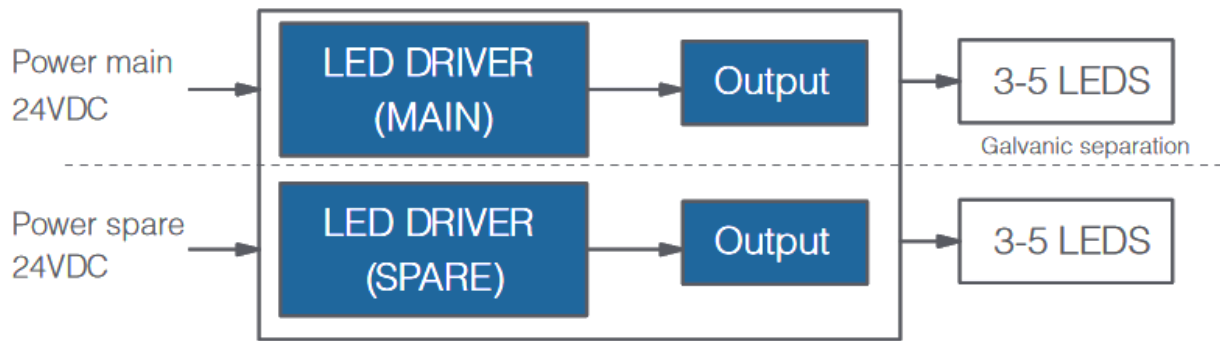 Power main
24VDC
LED DRIVER
(MAIN)
Output
3-5 LEDS
Galvanic separation
Power spare
24VDC
LED DRIVER
(SPARE)
Output
3-5 LEDS